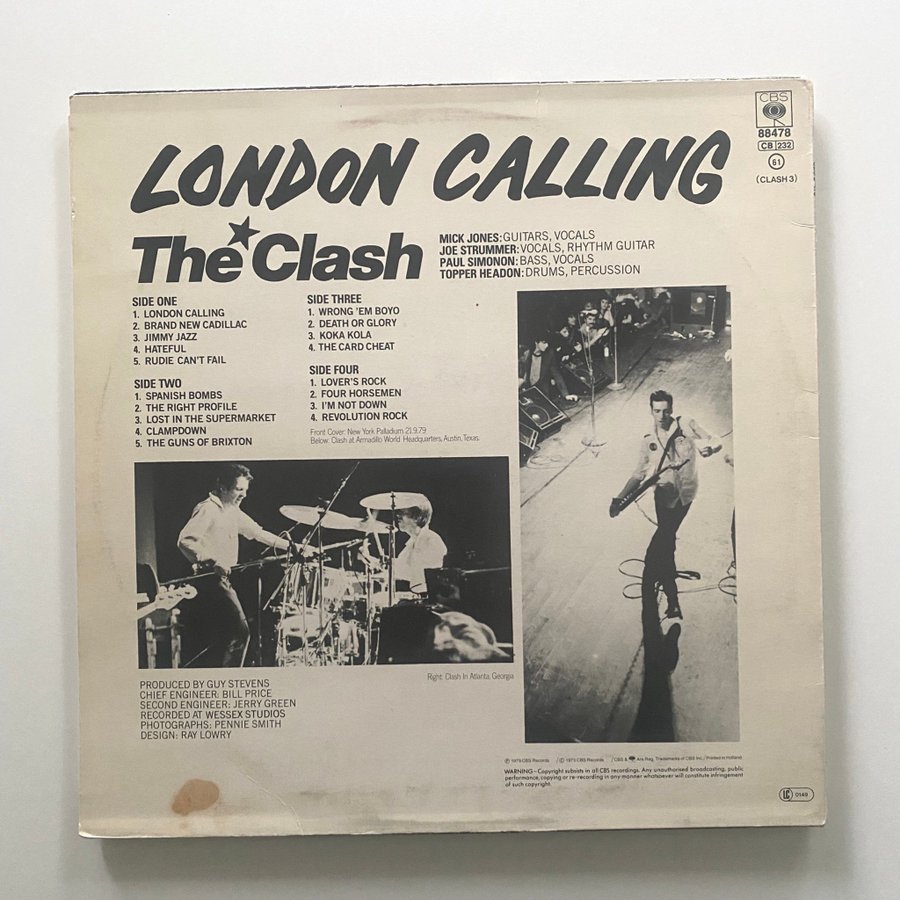 CBS
88478
CB 232
61
(CLASH 3)
LONDON CALLING
The Clash
MICK JONES: GUITARS, VOCALS
JOE STRUMMER: VOCALS, RHYTHM GUITAR
PAUL SIMONON: BASS, VOCALS
TOPPER HEADON: DRUMS, PERCUSSION
SIDE ONE
1. LONDON CALLING
2. BRAND NEW CADILLAC
3. JIMMY JAZZ
4. HATEFUL
5. RUDIE CAN'T FAIL
SIDE TWO
1. SPANISH BOMBS
2. THE RIGHT PROFILE
3. LOST IN THE SUPERMARKET
4. CLAMPDOWN
5. THE GUNS OF BRIXTON
SIDE THREE
1. WRONG 'EM BOYO
2. DEATH OR GLORY
3. KOKA KOLA
4. THE CARD CHEAT
SIDE FOUR
1. LOVER'S ROCK
2. FOUR HORSEMEN
3. I'M NOT DOWN
4. REVOLUTION ROCK
Front Cover: New York Palladium 21.9.79
Below: Clash at Armadillo World Headquarters, Austin, Texas.
Right: Clash In Atlanta, Georgia
PRODUCED BY GUY STEVENS
CHIEF ENGINEER: BILL PRICE
SECOND ENGINEER: JERRY GREEN
RECORDED AT WESSEX STUDIOS
PHOTOGRAPHS: PENNIE SMITH
DESIGN: RAY LOWRY
℗ 1979 CBS Records / © 1979 CBS Records / CBS & Are Reg. Trademarks of CBS Inc./Printed in Holland
WARNING–Copyright subsists in all CBS recordings. Any unauthorised broadcasting, public
performance, copying or re-recording in any manner whatsoever will constitute infringement
of such copyright.
LC 0149